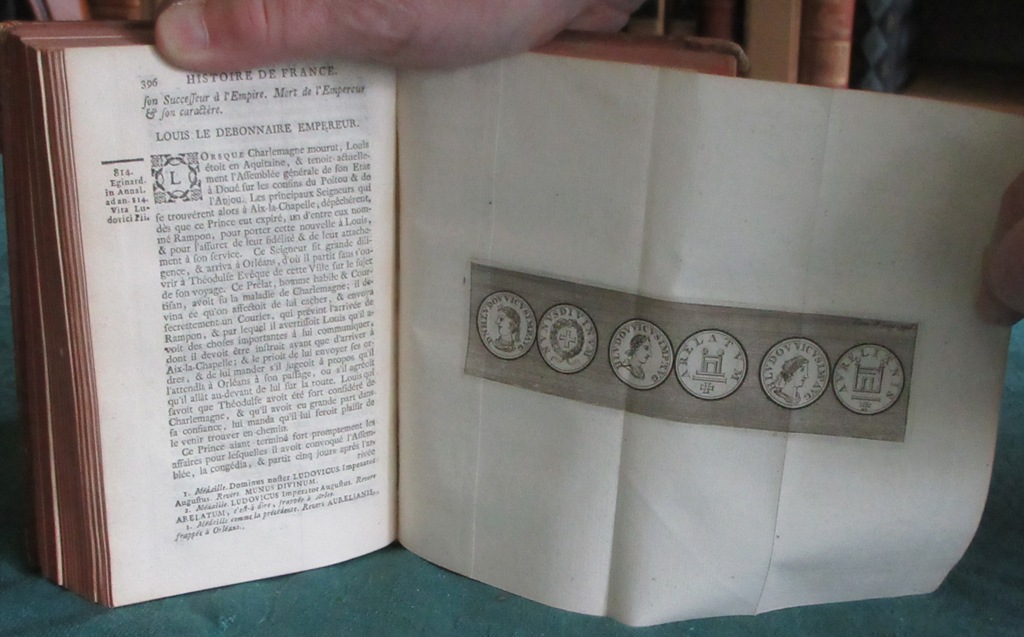 396 HISTOIRE DE FRANCE.
son Successeur à l'Empire. Mort de l'Empereur
& son caractère.
LOUIS LE DEBONNAIRE EMPEREUR.
814.
Eginard.
in Annal.
ad an. 814.
Vita Lu-
dovici Pii.
LORSQUE Charlemagne mourut, Louis
étoit en Aquitaine, & tenoit actuelle-
ment l'Assemblée générale de son Etat
à Doué sur les confins du Poitou & de
l'Anjou. Les principaux Seigneurs qui
se trouvérent alors à Aix-la-Chapelle, dépêchérent,
dès que ce Prince eut expiré, un d'entre eux nom-
mé Rampon, pour porter cette nouvelle à Louis,
& pour l'assurer de leur fidélité & de leur attache-
ment à son service. Ce Seigneur fit grande dili-
gence, & arriva à Orléans, d'où il partit sans s'ou-
vrir à Théodulfe Evêque de cette Ville sur le sujet
de son voyage. Ce Prélat, homme habile & Cour-
tisan, avoit su la maladie de Charlemagne; il de-
vina ce qu'on affectoit de lui cacher, & envoya
secrettement un Courier, qui prévint l'arrivée de
Rampon, & par lequel il avertissoit Louis qu'il a-
voit des choses importantes à lui communiquer,
dont il devoit être instruit avant que d'arriver à
Aix-la-Chapelle; & le prioit de lui envoyer ses or-
dres, & de lui mander s'il jugeoit à propos qu'il
l'attendît à Orléans à son passage, ou s'il agréoit
qu'il allât au-devant de lui sur la route. Louis qui
savoit que Théodulfe avoit été fort considéré de
Charlemagne, & qu'il avoit eu grande part dans
sa confiance, lui manda qu'il lui feroit plaisir de
le venir trouver en chemin.
Ce Prince aiant terminé fort promptement les
affaires pour lesquelles il avoit convoqué l'Assem-
blée, la congédia, & partit cinq jours après l'ar-
rivée
1. Médaille. Dominus noster LUDOVICUS Imperator
Augustus. Revers. MUNUS DIVINUM.
2. Médaille. LUDOVICUS Imperator Augustus. Revers
ARELATUM, c'est-à dire, frappée à Arles.
3. Médaille comme la précédente. Revers AURELIANIS,
frappée à Orléans.
MUNUSDIVINUM
HLVDOVVICVSIMPAVG
ARELATVM
HLVDOVVICVSIMPAVG
AVRELIANIS